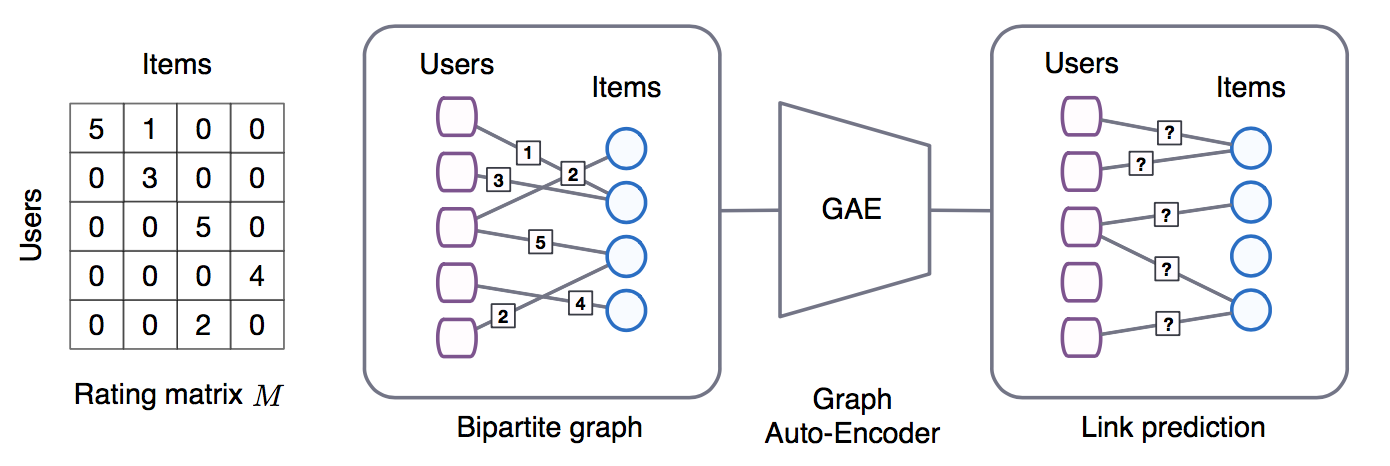 Items
Users
5 1 0 0
0 3 0 0
0 0 5 0
0 0 0 4
0 0 2 0
Rating matrix M
Users
Items
1
2
3
5
4
2
Bipartite graph
GAE
Graph
Auto-Encoder
Users
Items
?
?
?
?
?
Link prediction